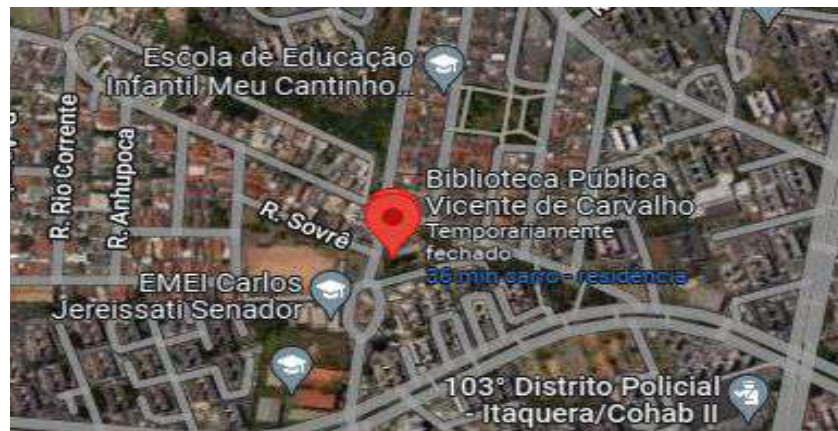 Escola de Educação
Infantil Meu Cantinho...
R. Rio Corrente
R. Anhupoca
R. Sovrê
Biblioteca Pública
Vicente de Carvalho
Temporariamente
fechado
36 min carro - residência
EMEI Carlos
Jereissati Senador
103° Distrito Policial
- Itaquera/Cohab II